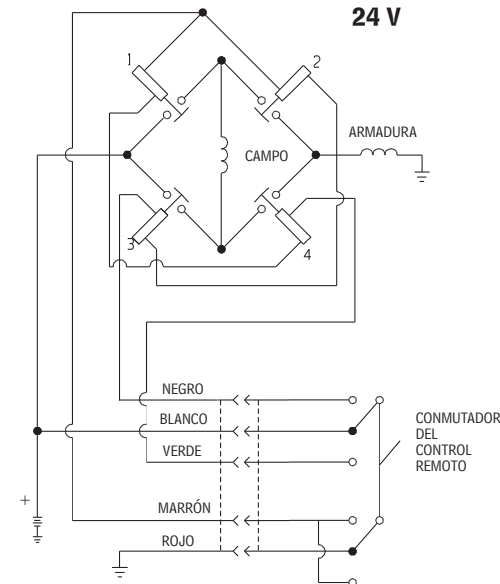 24 V
1
2
ARMADURA
CAMPO
3
4
NEGRO
BLANCO
VERDE
CONMUTADOR
DEL
CONTROL
REMOTO
+
MARRÓN
ROJO